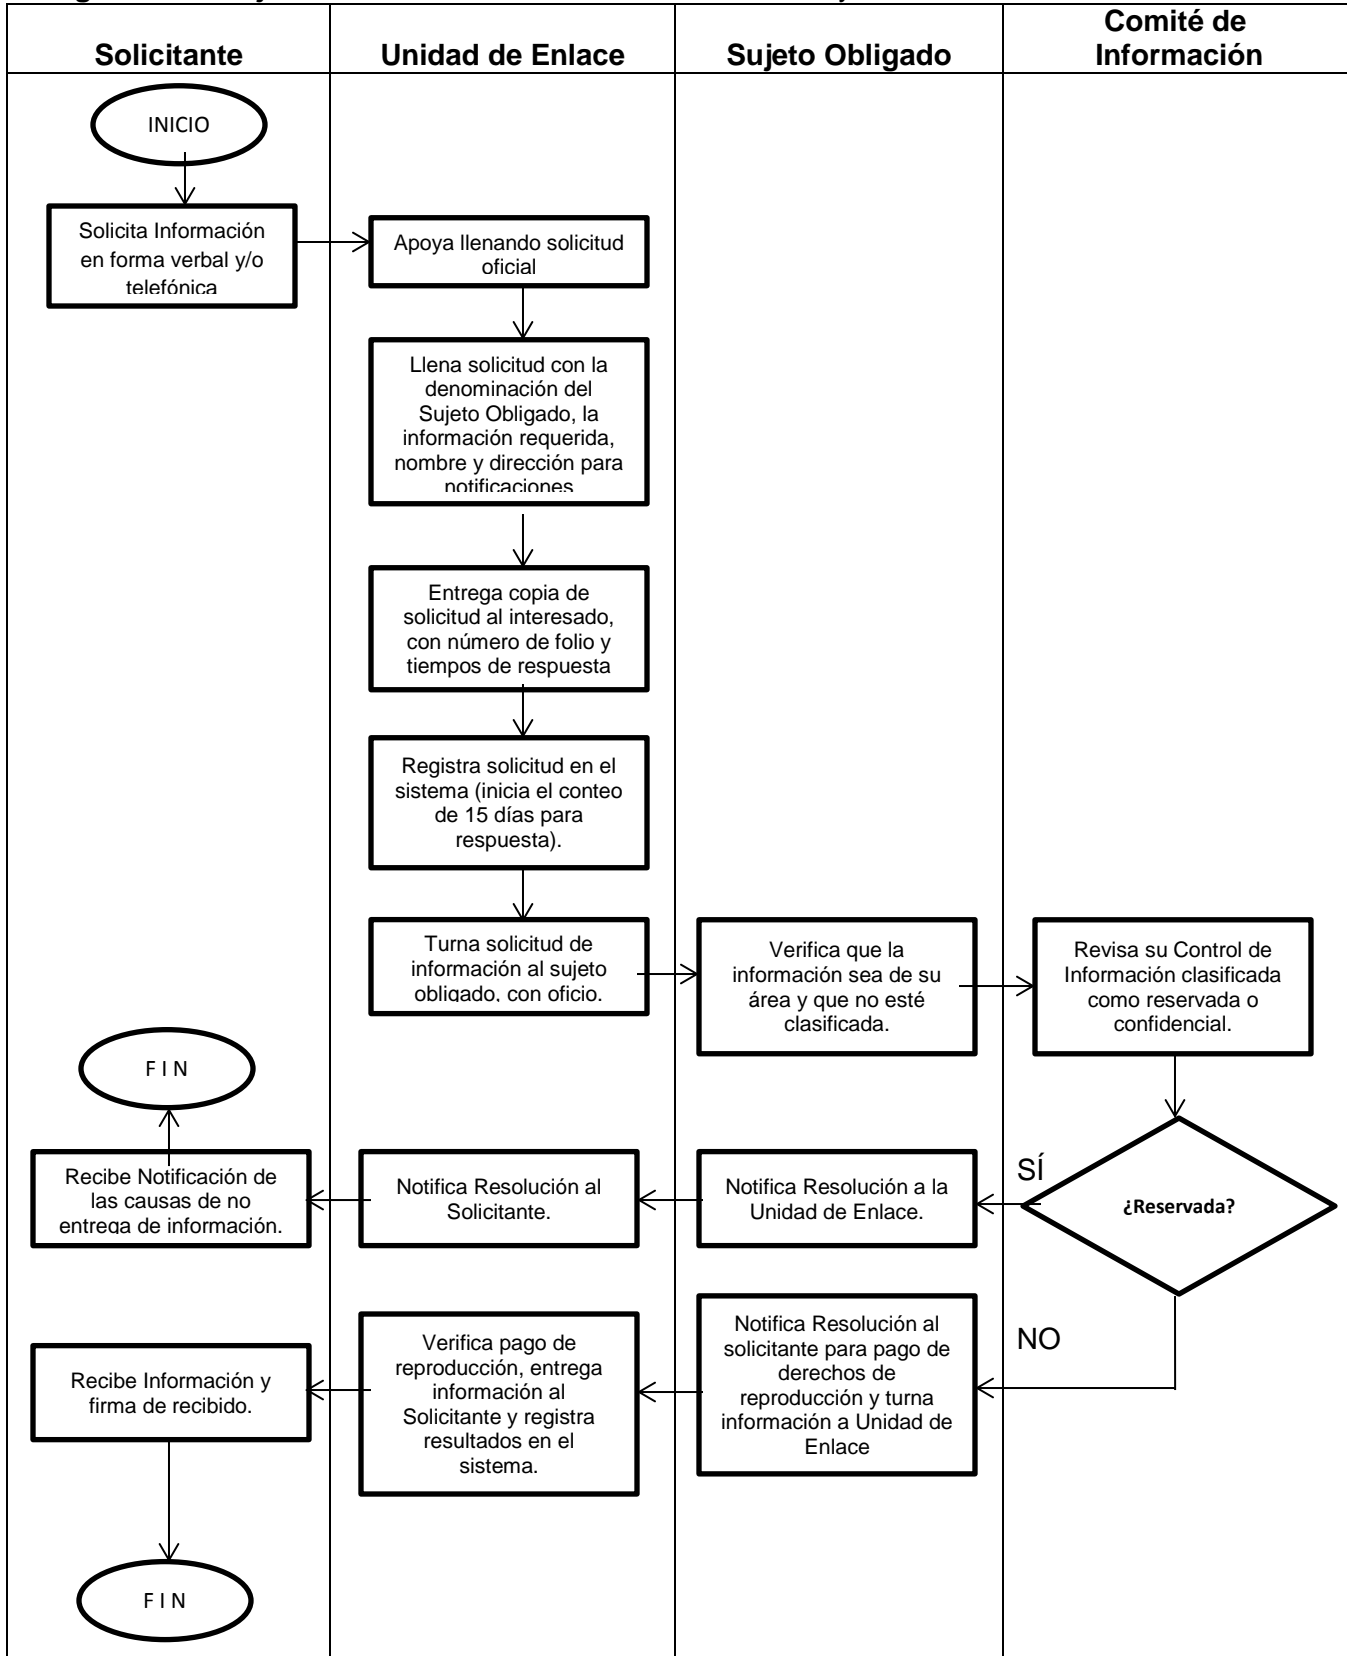 Comité de
Solicitante Unidad de Enlace Sujeto Obligado Información
INICIO
Solicita Información
en forma verbal y/o
telefónica
Apoya llenando solicitud
oficial
Llena solicitud con la
denominación del
Sujeto Obligado, la
información requerida,
nombre y dirección para
notificaciones
Entrega copia de
solicitud al interesado,
con número de folio y
tiempos de respuesta
Registra solicitud en el
sistema (inicia el conteo
de 15 días para
respuesta).
Turna solicitud de
información al sujeto
obligado, con oficio.
Verifica que la
información sea de su
área y que no esté
clasificada.
Revisa su Control de
Información clasificada
como reservada o
confidencial.
¿Reservada?
SÍ
Notifica Resolución a la
Unidad de Enlace.
Notifica Resolución al
Solicitante.
Recibe Notificación de
las causas de no
entrega de información.
F I N
NO
Notifica Resolución al
solicitante para pago de
derechos de
reproducción y turna
información a Unidad de
Enlace
Verifica pago de
reproducción, entrega
información al
Solicitante y registra
resultados en el
sistema.
Recibe Información y
firma de recibido.
F I N